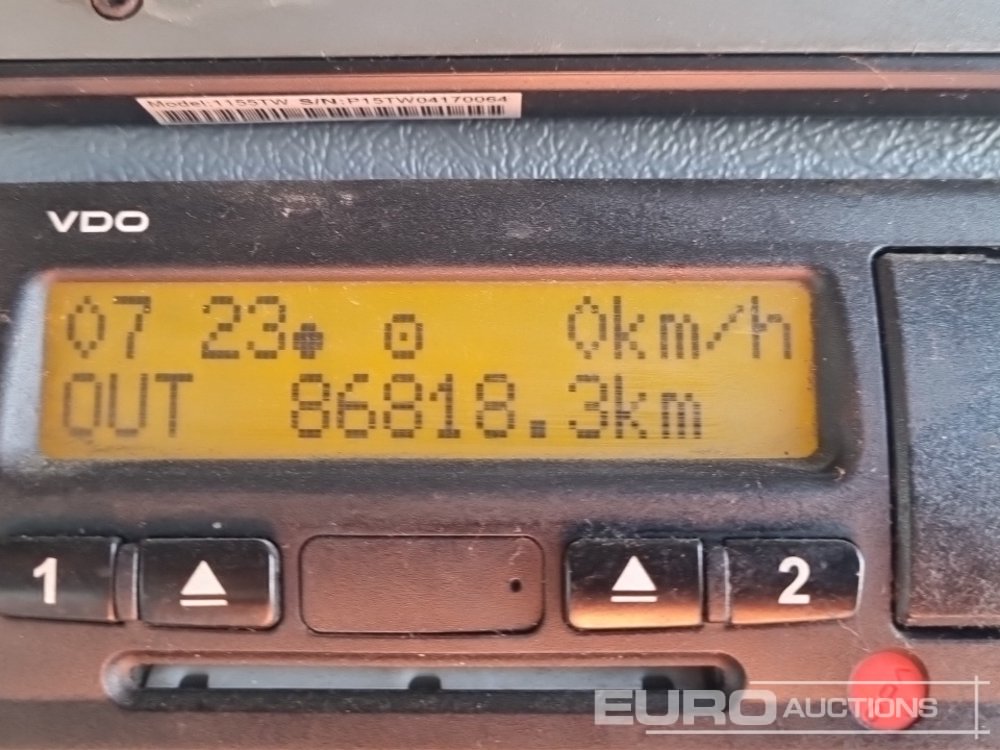 Model:1155TW S/N:P15TW04170064
VDO
07 23 0km/h
OUT 86818.3km
1 2
EURO AUCTIONS